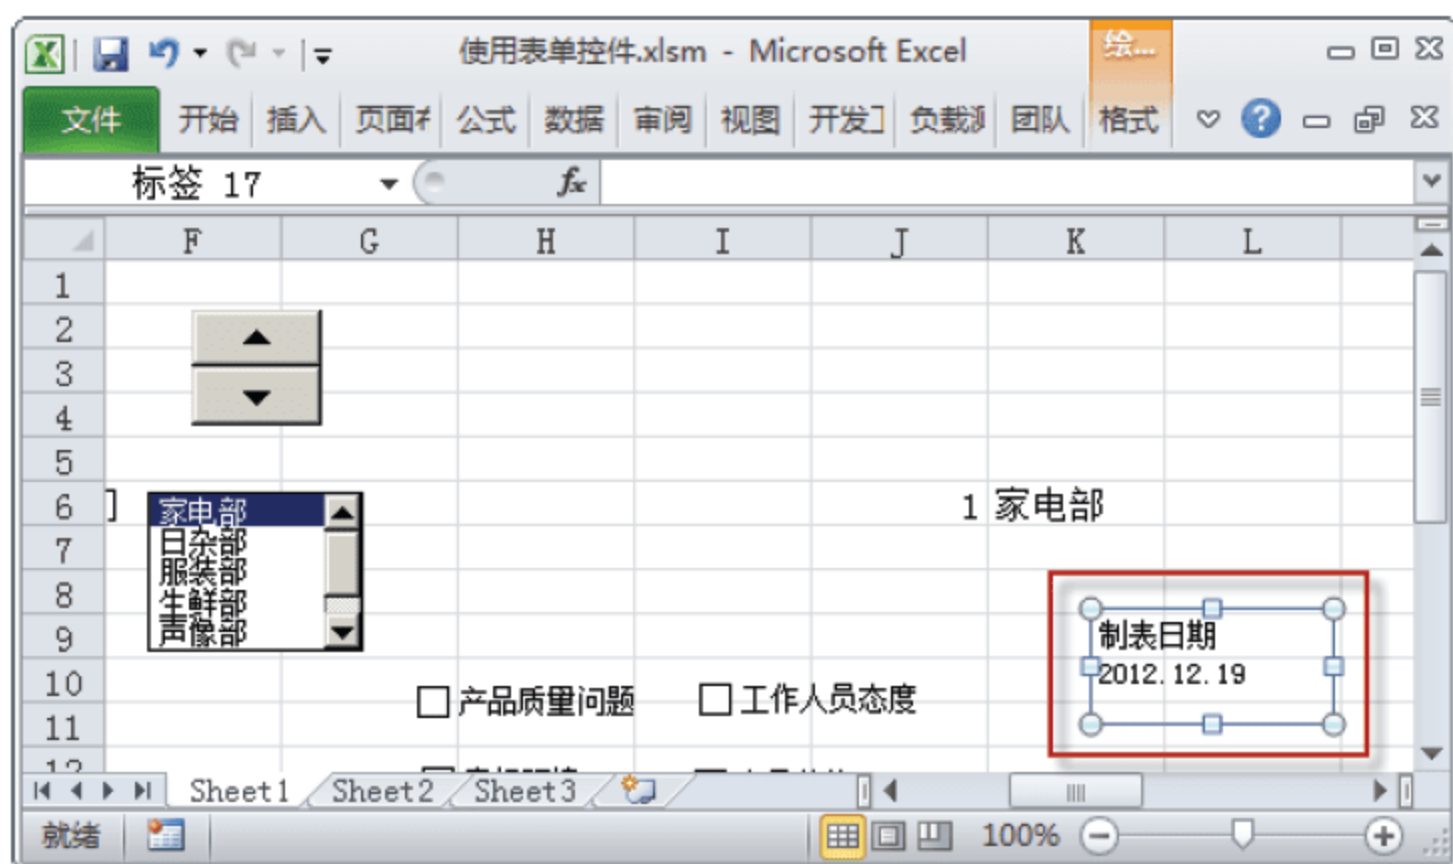 使用表单控件.xlsm - Microsoft Excel
绘...
文件 开始 插入 页面 公式 数据 审阅 视图 开发工 负载测 团队 格式
标签 17 fx
F G H I J K L
1
2
3
4
5
6 家电部 1 家电部
日杂部
7
服装部
8 生鲜部
9 声像部 制表日期
10 2012.12.19
产品质量问题 工作人员态度
11
12
Sheet1 Sheet2 Sheet3
就绪 100%